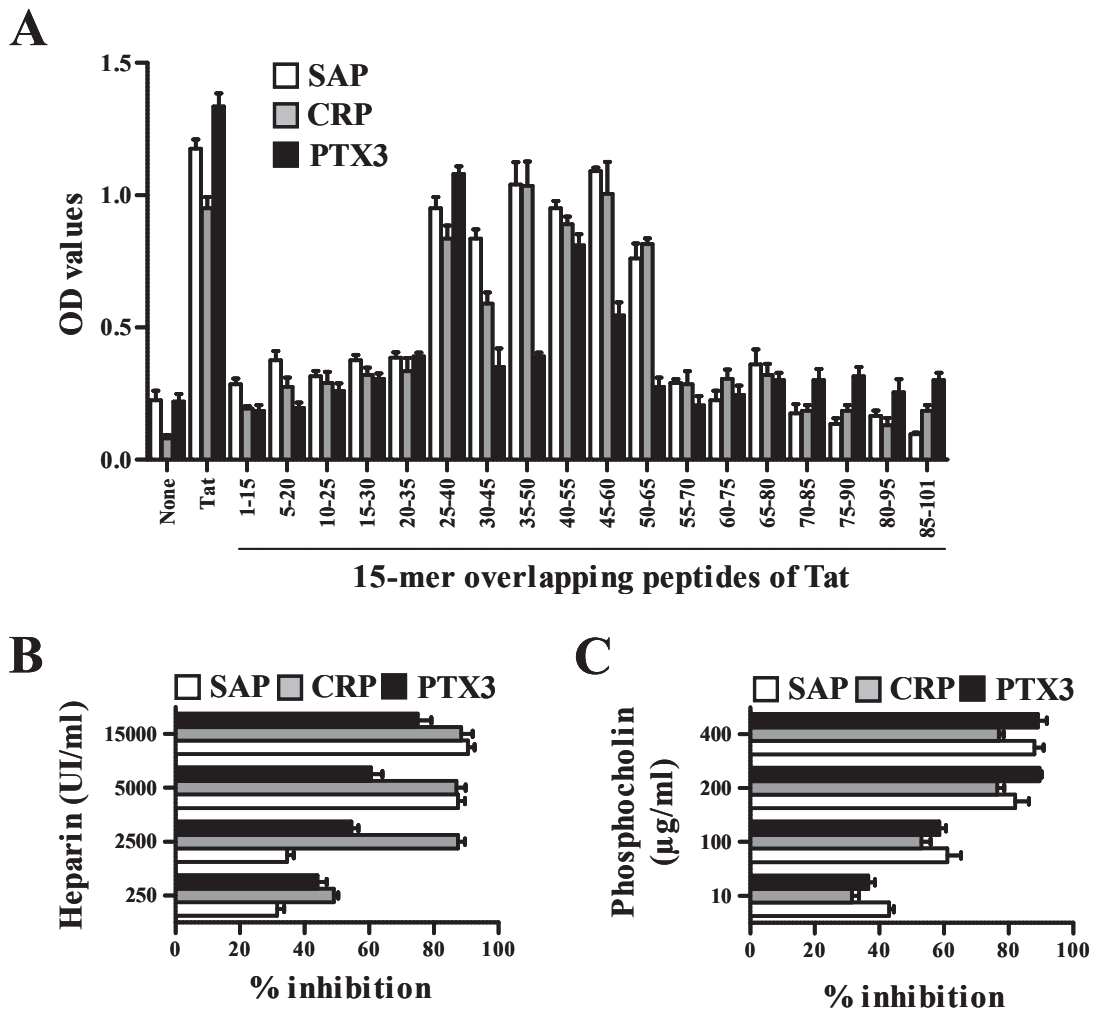 A
1.5
1.0
0.5
0.0
OD values
SAP
CRP
PTX3
None
Tat
1-15
5-20
10-25
15-30
20-35
25-40
30-45
35-50
40-55
45-60
50-65
55-70
60-75
65-80
70-85
75-90
80-95
85-101
15-mer overlapping peptides of Tat
B
SAP CRP PTX3
Heparin (UI/ml)
15000
5000
2500
250
0 20 40 60 80 100
% inhibition
C
SAP CRP PTX3
Phosphocholin
(µg/ml)
400
200
100
10
0 20 40 60 80 100
% inhibition